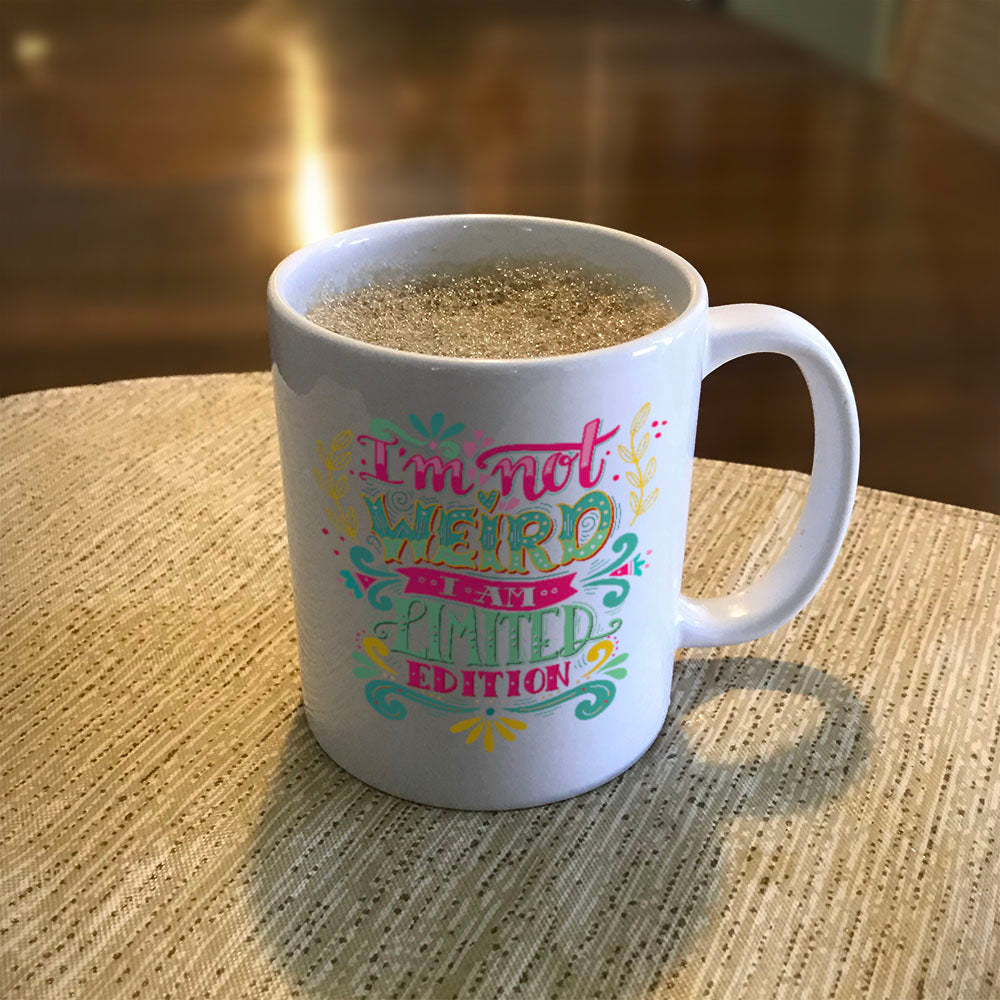 I'm not
WEIRD
I AM
LIMITED
EDITION